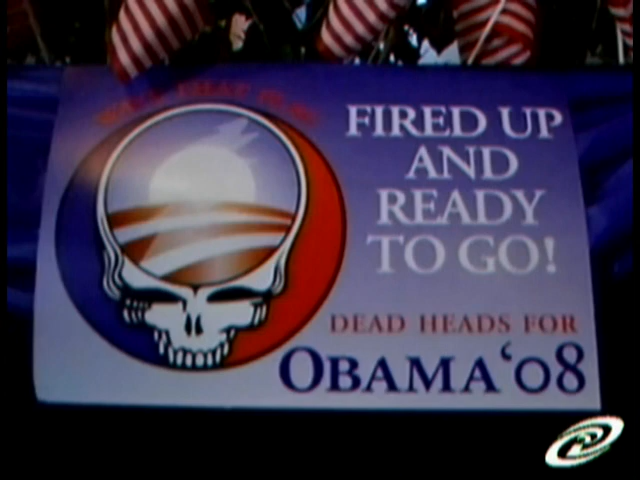 FIRED UP
AND
READY
TO GO!
DEAD HEADS FOR
OBAMA '08